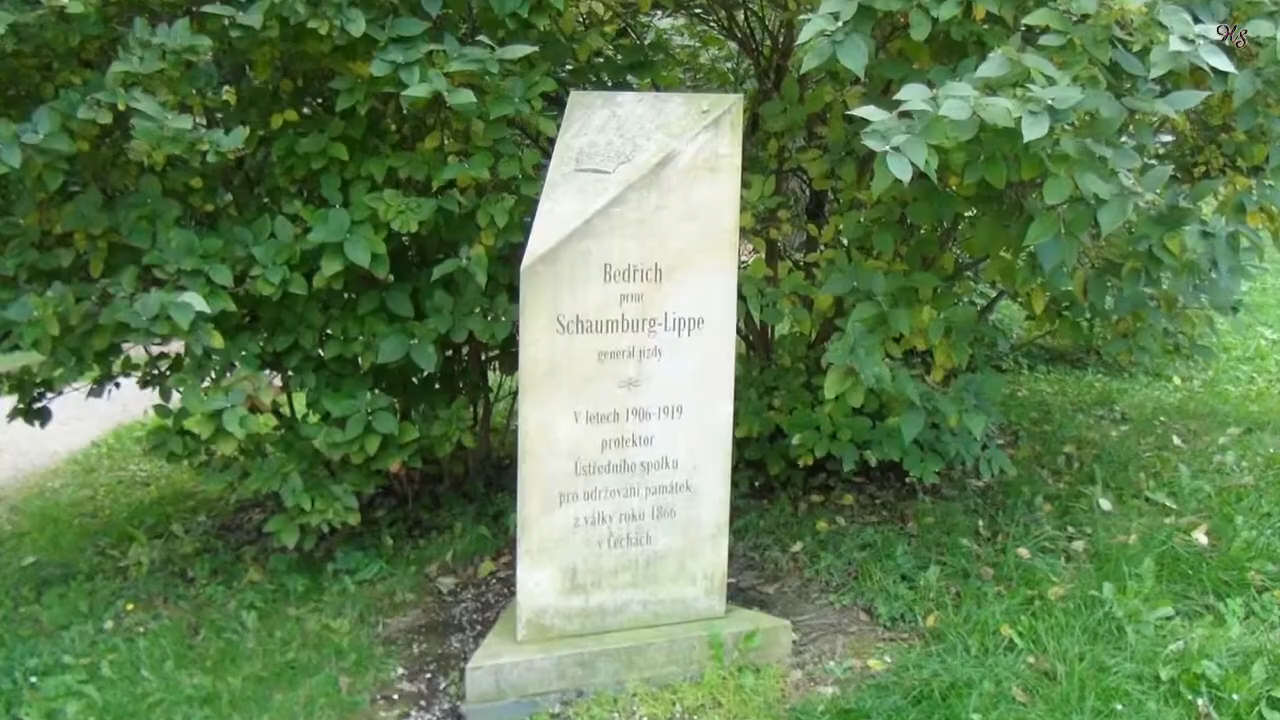 Bedřich
princ
Schaumburg-Lippe
generál jízdy
V letech 1906-1919
protektor
Ústředního spolku
pro udržování památek
z války roku 1866
v Čechách